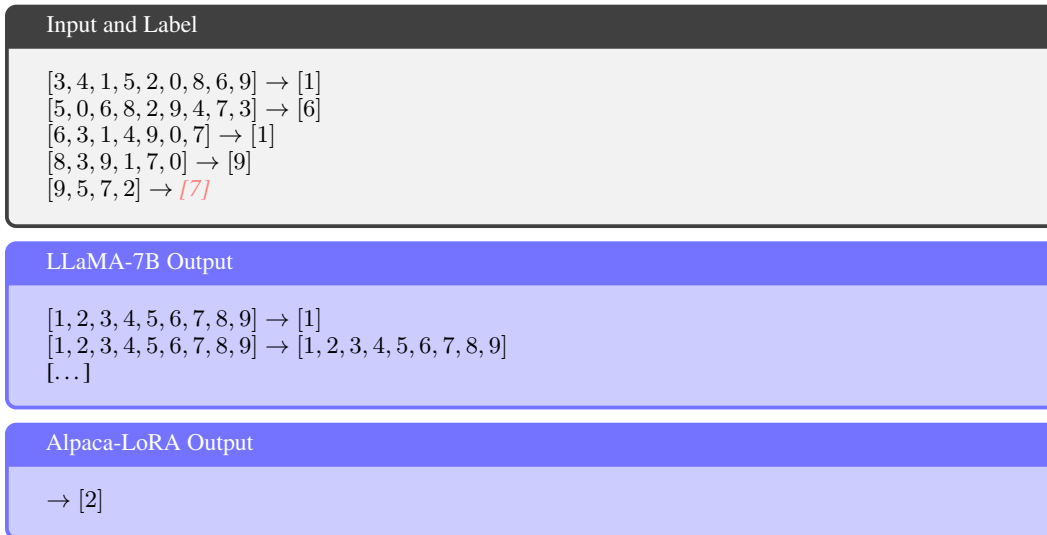 Input and Label
[3, 4, 1, 5, 2, 0, 8, 6, 9] → [1]
[5, 0, 6, 8, 2, 9, 4, 7, 3] → [6]
[6, 3, 1, 4, 9, 0, 7] → [1]
[8, 3, 9, 1, 7, 0] → [9]
[9, 5, 7, 2] → [7]
LLaMA-7B Output
[1, 2, 3, 4, 5, 6, 7, 8, 9] → [1]
[1, 2, 3, 4, 5, 6, 7, 8, 9] → [1, 2, 3, 4, 5, 6, 7, 8, 9]
[...]
Alpaca-LoRA Output
→ [2]